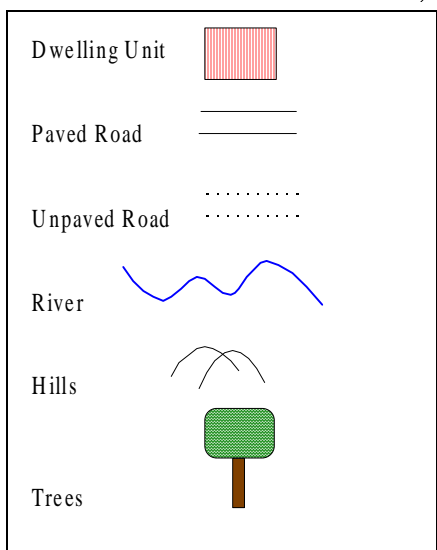 Dwelling Unit
Paved Road
Unpaved Road
River
Hills
Trees